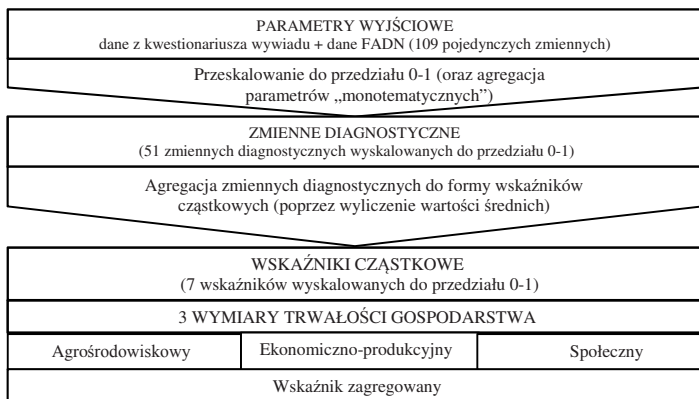 PARAMETRY WYJŚCIOWE
dane z kwestionariusza wywiadu + dane FADN (109 pojedynczych zmiennych)
Przeskalowanie do przedziału 0-1 (oraz agregacja
parametrów „monotematycznych”)
ZMIENNE DIAGNOSTYCZNE
(51 zmiennych diagnostycznych wyskalowanych do przedziału 0-1)
Agregacja zmiennych diagnostycznych do formy wskaźników
cząstkowych (poprzez wyliczenie wartości średnich)
WSKAŹNIKI CZĄSTKOWE
(7 wskaźników wyskalowanych do przedziału 0-1)
3 WYMIARY TRWAŁOŚCI GOSPODARSTWA
Agrośrodowiskowy Ekonomiczno-produkcyjny Społeczny
Wskaźnik zagregowany